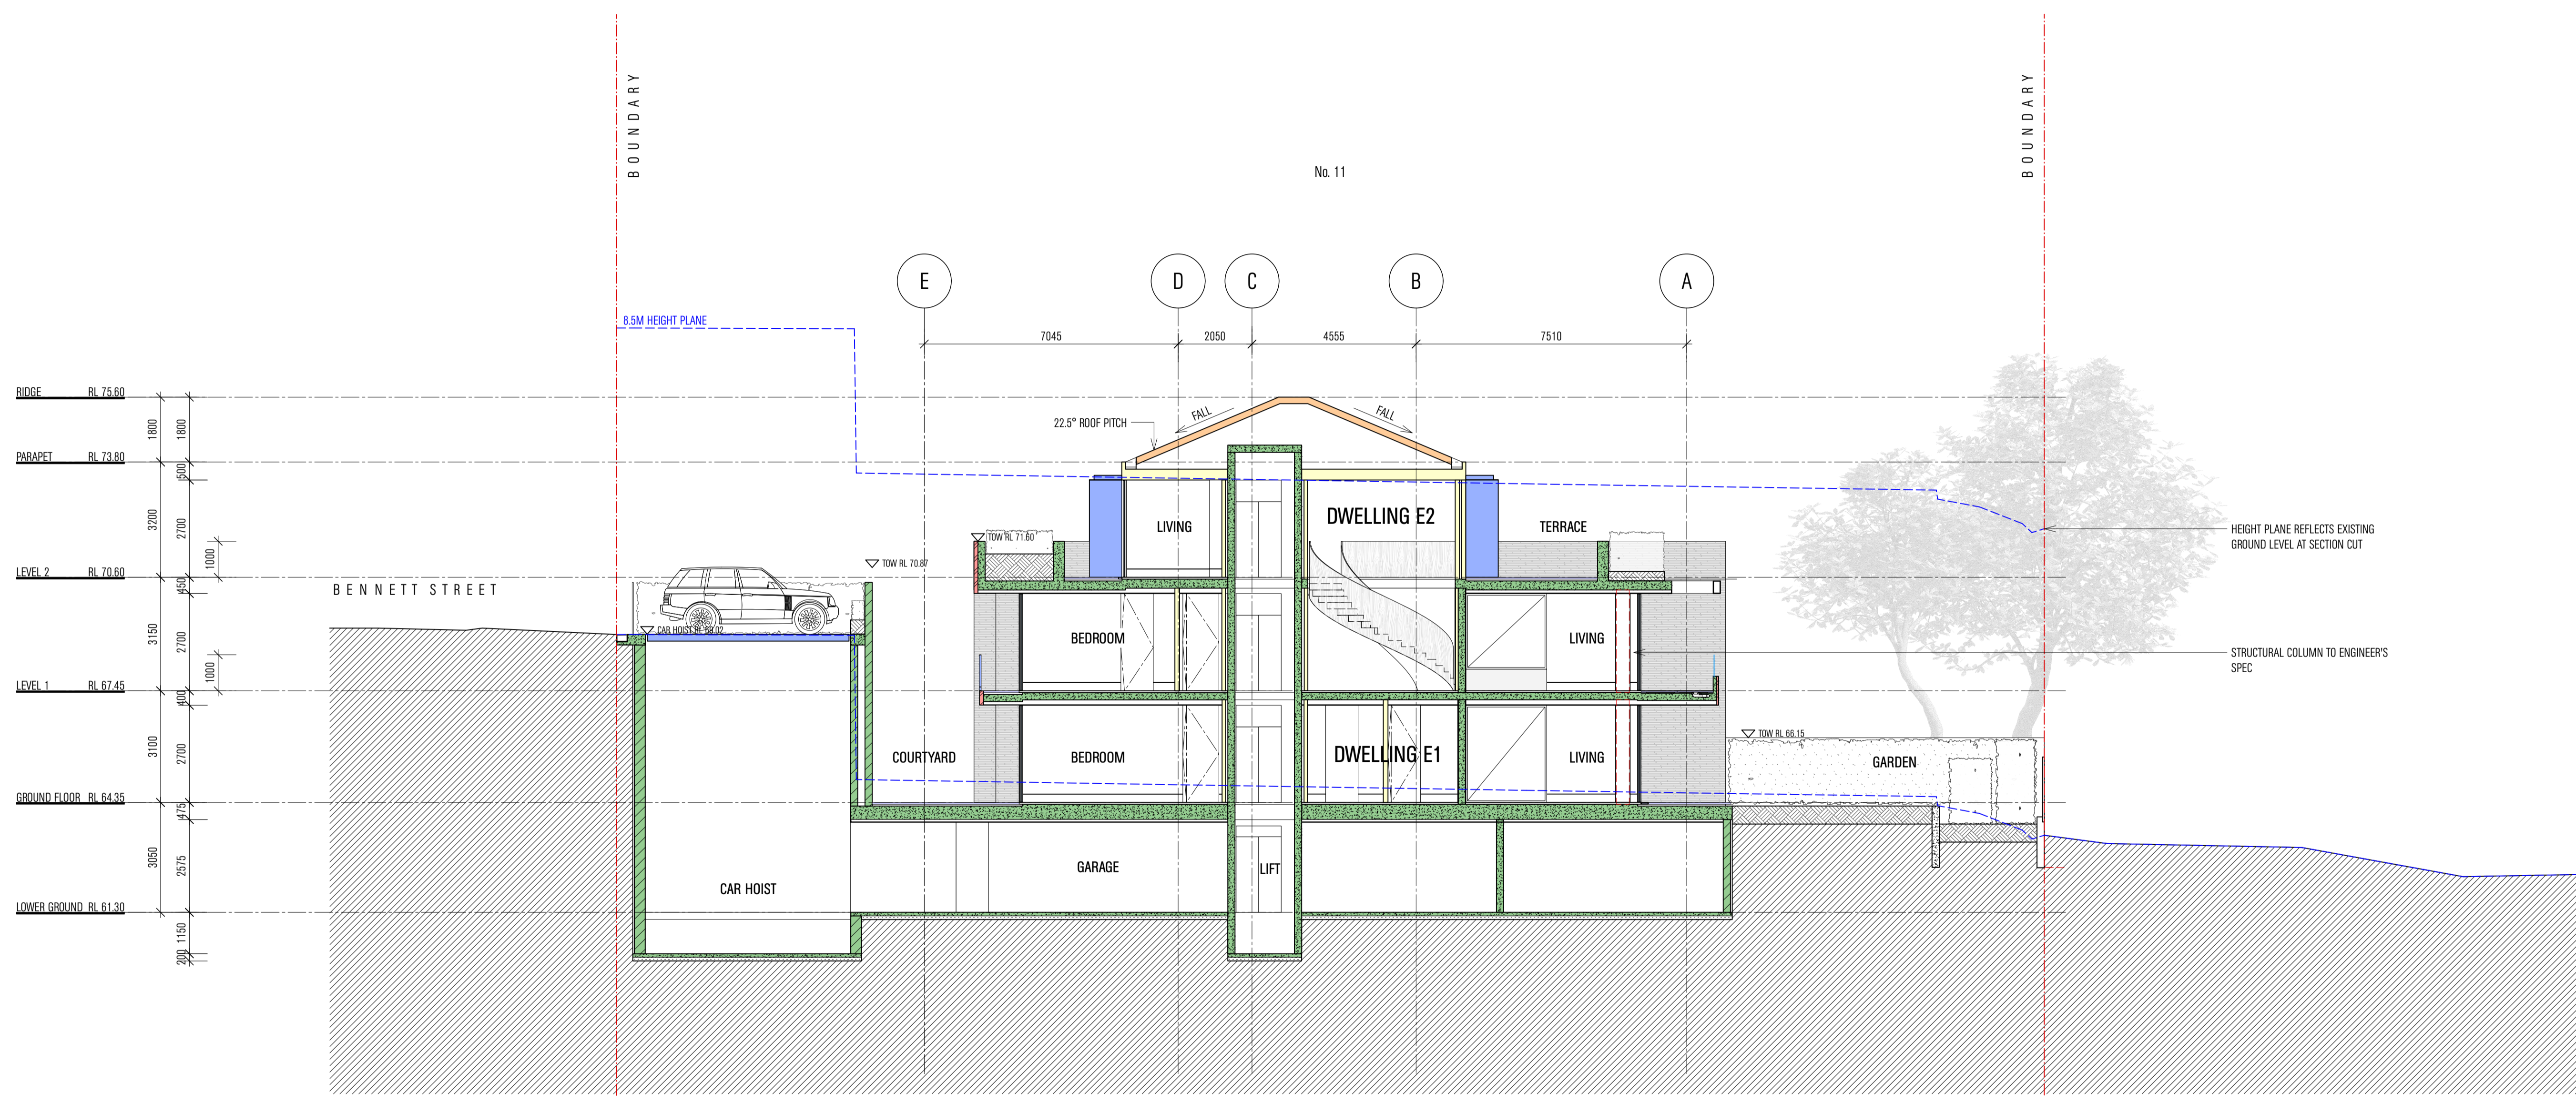 BOUNDARY
BOUNDARY
No. 11
E
D
C
B
A
8.5M HEIGHT PLANE
7045
2050
4555
7510
RIDGE RL 75.60
1800
1800
FALL
FALL
22.5° ROOF PITCH
PARAPET RL 73.80
500
3200
2700
1000
LIVING
DWELLING E2
TERRACE
HEIGHT PLANE REFLECTS EXISTING
GROUND LEVEL AT SECTION CUT
TOW RL 71.60
TOW RL 70.87
LEVEL 2 RL 70.60
450
BENNETT STREET
CAR HOIST RL 69.02
3150
2700
1000
BEDROOM
LIVING
STRUCTURAL COLUMN TO ENGINEER'S
SPEC
LEVEL 1 RL 67.45
400
3100
2700
TOW RL 66.15
COURTYARD
BEDROOM
DWELLING E1
LIVING
GARDEN
GROUND FLOOR RL 64.35
475
3050
2575
GARAGE
LIFT
CAR HOIST
LOWER GROUND RL 61.30
1150
200